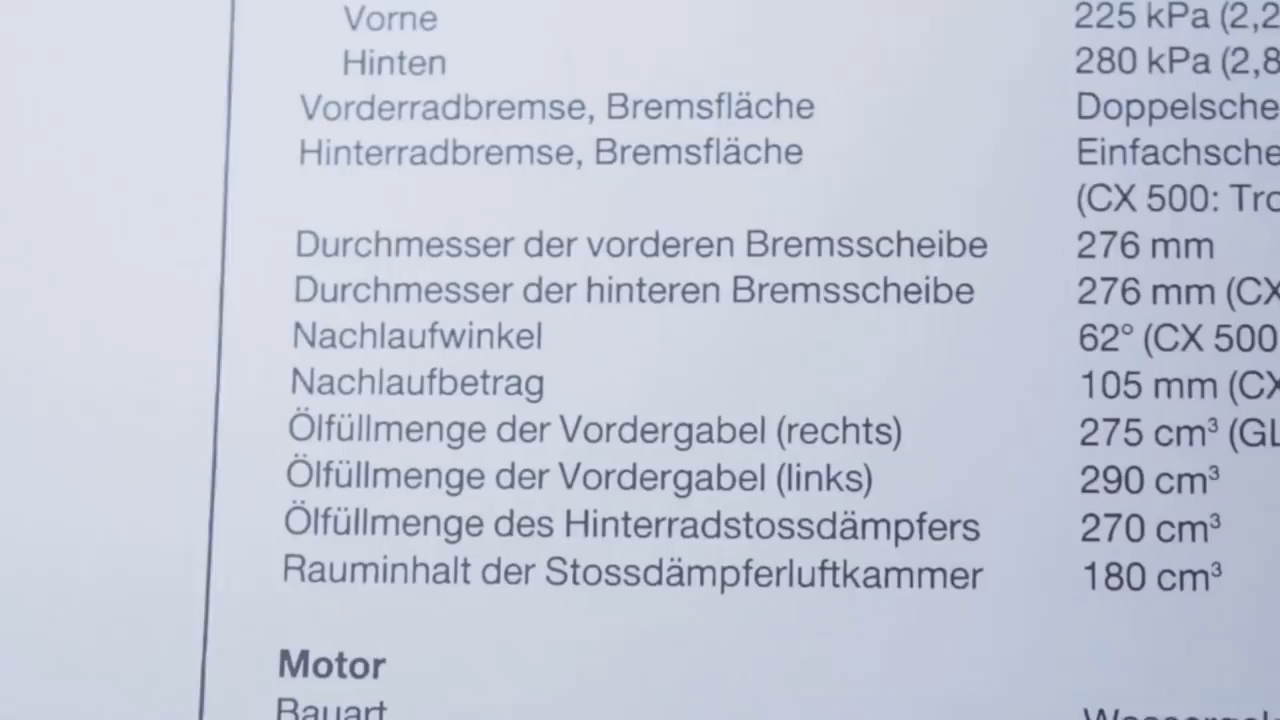 Vorne 225 kPa (2,2
Hinten 280 kPa (2,8
Vorderradbremse, Bremsfläche Doppelsche
Hinterradbremse, Bremsfläche Einfachsche
(CX 500: Tro
Durchmesser der vorderen Bremsscheibe 276 mm
Durchmesser der hinteren Bremsscheibe 276 mm (CX
Nachlaufwinkel 62° (CX 500
Nachlaufbetrag 105 mm (CX
Ölfüllmenge der Vordergabel (rechts) 275 cm³ (GL
Ölfüllmenge der Vordergabel (links) 290 cm³
Ölfüllmenge des Hinterradstossdämpfers 270 cm³
Rauminhalt der Stossdämpferluftkammer 180 cm³
Motor
Bauart